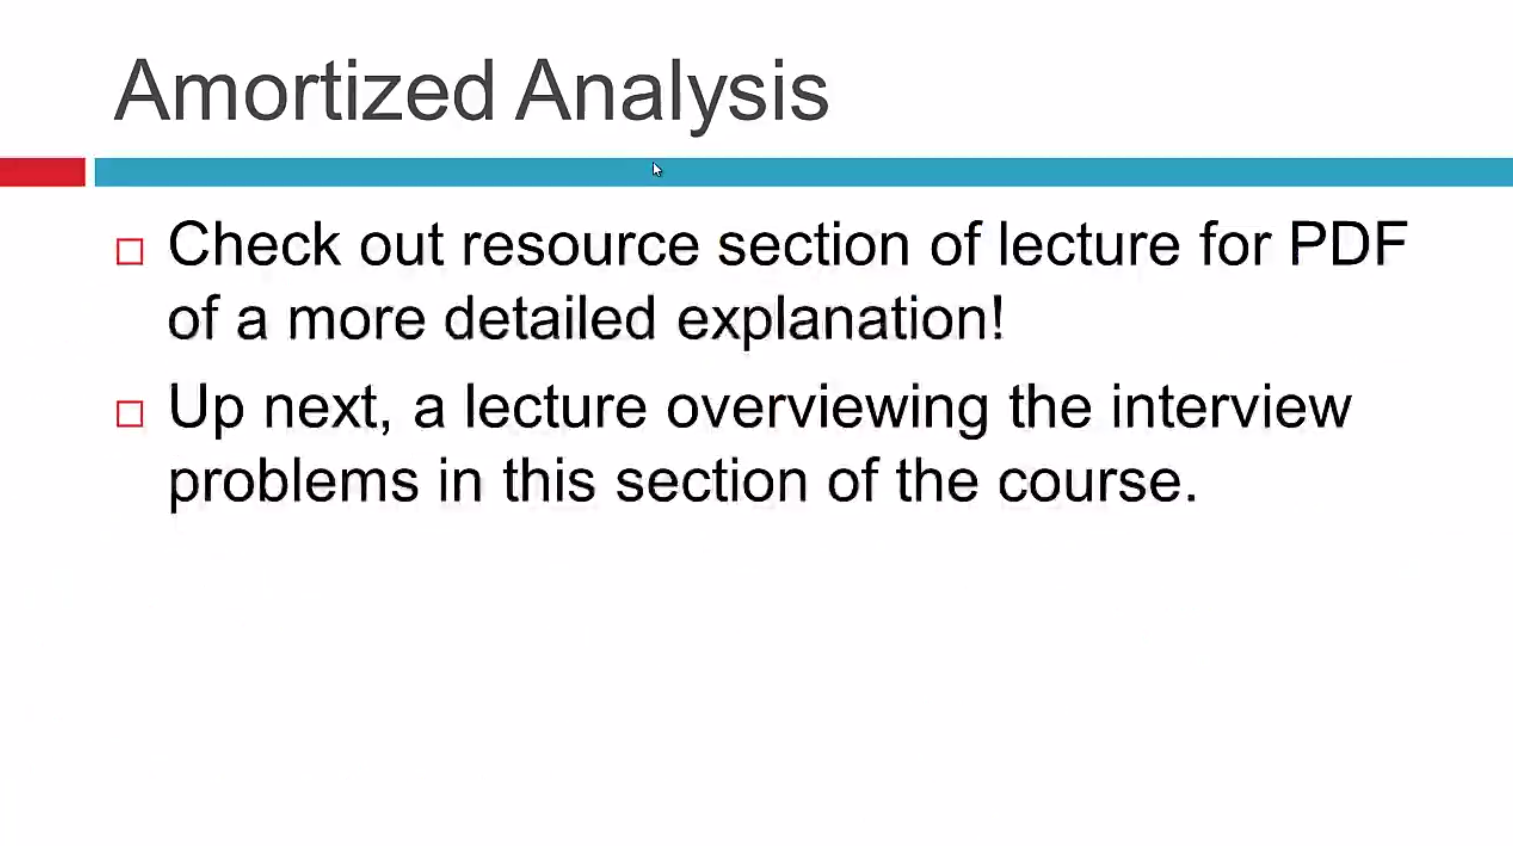 Amortized Analysis
Check out resource section of lecture for PDF
of a more detailed explanation!
Up next, a lecture overviewing the interview
problems in this section of the course.